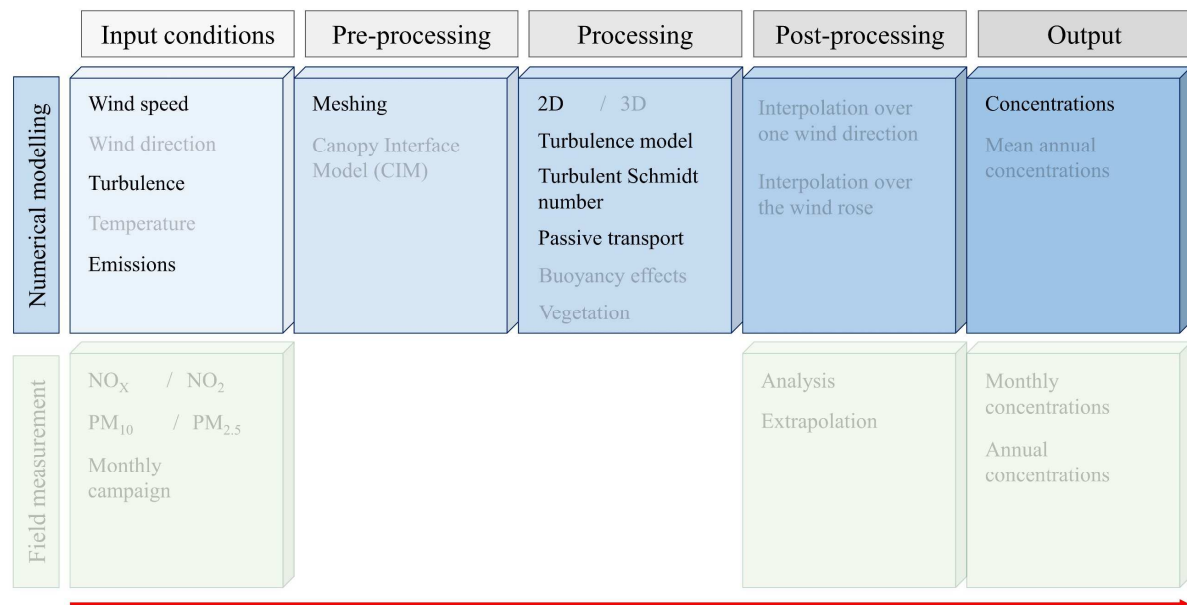 Input conditions
Pre-processing
Processing
Post-processing
Output
Numerical modelling
Wind speed
Wind direction
Turbulence
Temperature
Emissions
Meshing
Canopy Interface
Model (CIM)
2D / 3D
Turbulence model
Turbulent Schmidt
number
Passive transport
Buoyancy effects
Vegetation
Interpolation over
one wind direction
Interpolation over
the wind rose
Concentrations
Mean annual
concentrations
Field measurement
NOX / NO2
PM10 / PM2.5
Monthly
campaign
Analysis
Extrapolation
Monthly
concentrations
Annual
concentrations